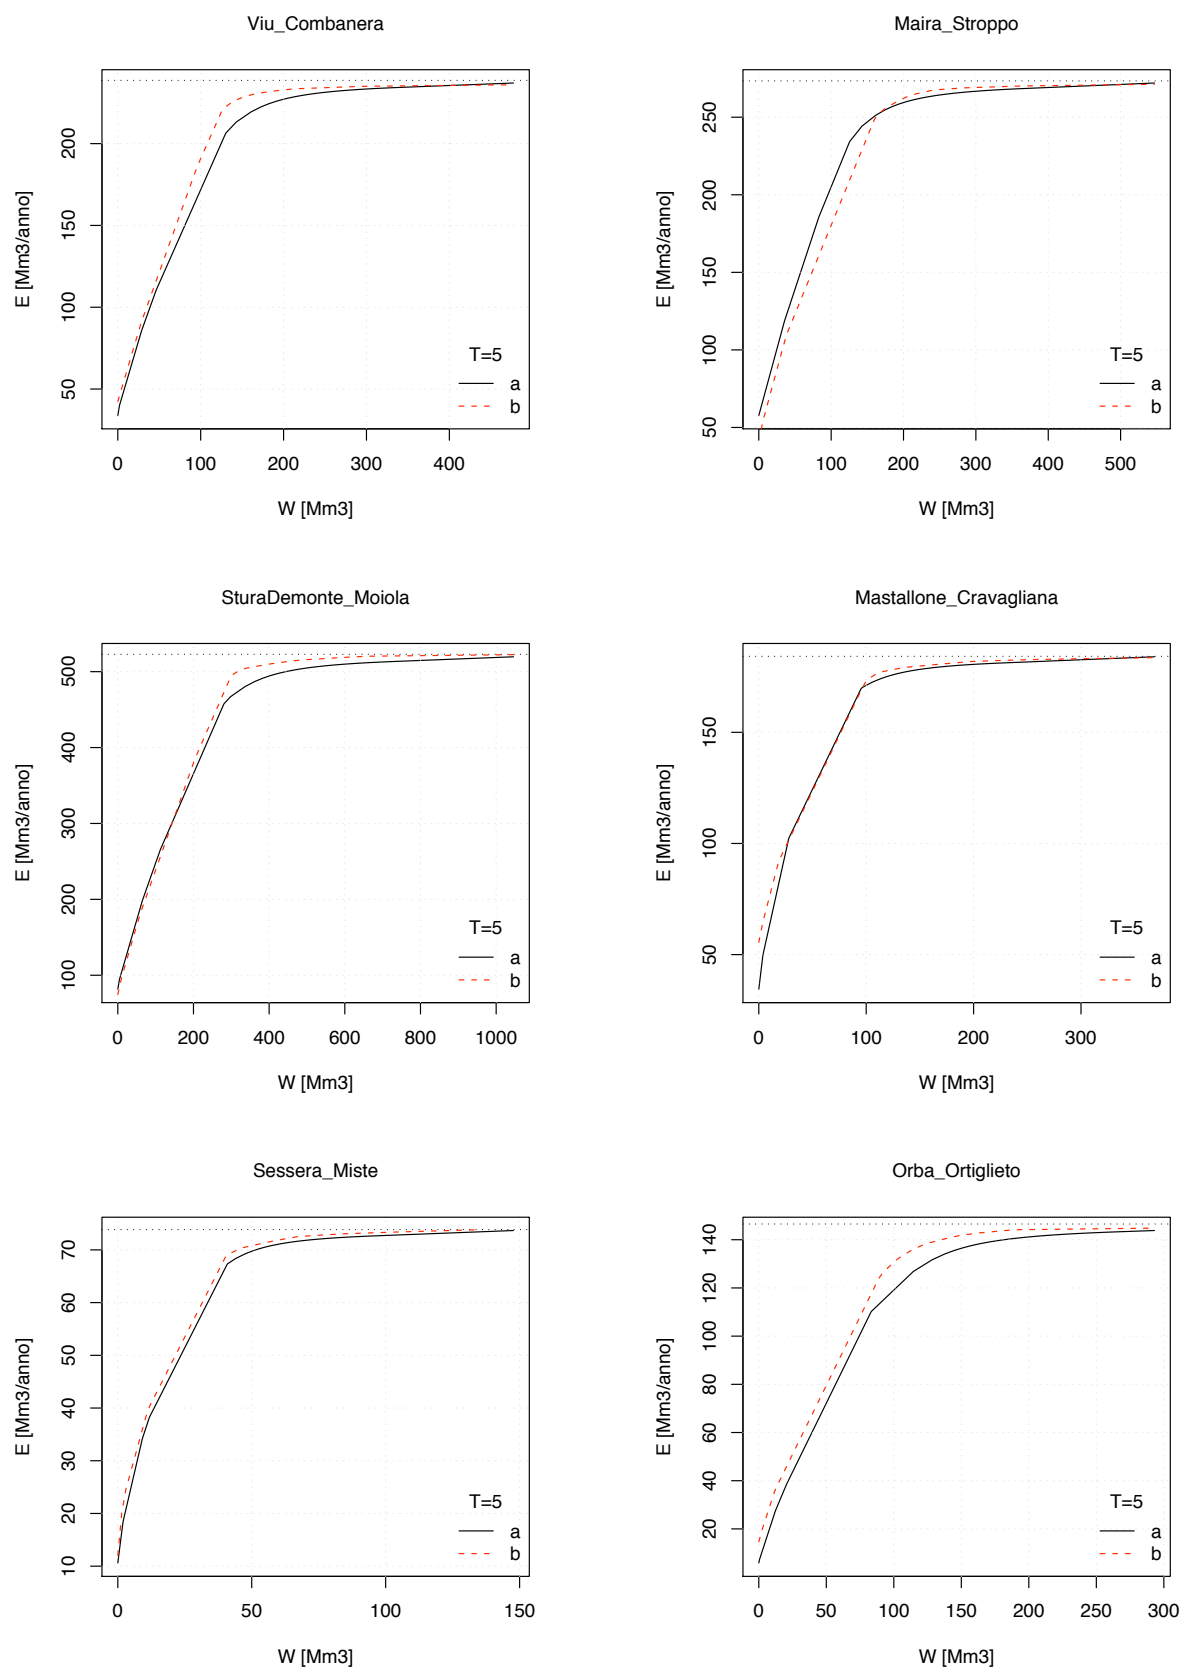 Viu_Combanera
E [Mm3/anno]
50 100 150 200
0 100 200 300 400
W [Mm3]
T=5
a
b
Maira_Stroppo
E [Mm3/anno]
50 100 150 200 250
0 100 200 300 400 500
W [Mm3]
T=5
a
b
SturaDemonte_Moiola
E [Mm3/anno]
100 200 300 400 500
0 200 400 600 800 1000
W [Mm3]
T=5
a
b
Mastallone_Cravagliana
E [Mm3/anno]
50 100 150
0 100 200 300
W [Mm3]
T=5
a
b
Sessera_Miste
E [Mm3/anno]
10 20 30 40 50 60 70
0 50 100 150
W [Mm3]
T=5
a
b
Orba_Ortiglieto
E [Mm3/anno]
20 40 60 80 100 120 140
0 50 100 150 200 250 300
W [Mm3]
T=5
a
b